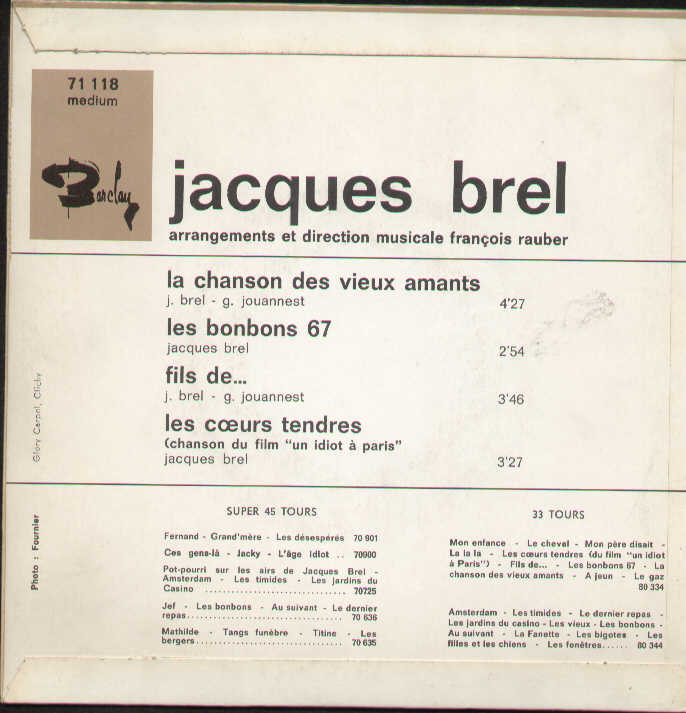 71 118
medium
Barclay
jacques brel
arrangements et direction musicale françois rauber
la chanson des vieux amants
j. brel - g. jouannest
4'27
les bonbons 67
jacques brel
2'54
fils de...
j. brel - g. jouannest
3'46
les cœurs tendres
(chanson du film "un idiot à paris"
jacques brel
3'27
Glory Carpni, Clichy
Photo : Fournier
SUPER 45 TOURS
Fernand - Grand'mère - Les désespérés 70 901
Ces gens-là - Jacky - L'âge idiot .. 70900
Pot-pourri sur les airs de Jacques Brel -
Amsterdam - Les timides - Les jardins du
Casino ................................ 70725
Jef - Les bonbons - Au suivant - Le dernier
repas................................... 70 636
Mathilde - Tangs funèbre - Titine - Les
bergers................................. 70 635
33 TOURS
Mon enfance - Le cheval - Mon père disait -
La la la - Les cœurs tendres (du film "un idiot
à Paris") - Fils de... - Les bonbons 67 - La
chanson des vieux amants - A jeun - Le gaz
80 334
Amsterdam - Les timides - Le dernier repas -
Les jardins du casino - Les vieux - Les bonbons -
Au suivant - La Fanette - Les bigotes - Les
filles et les chiens - Les fenêtres...... 80 344